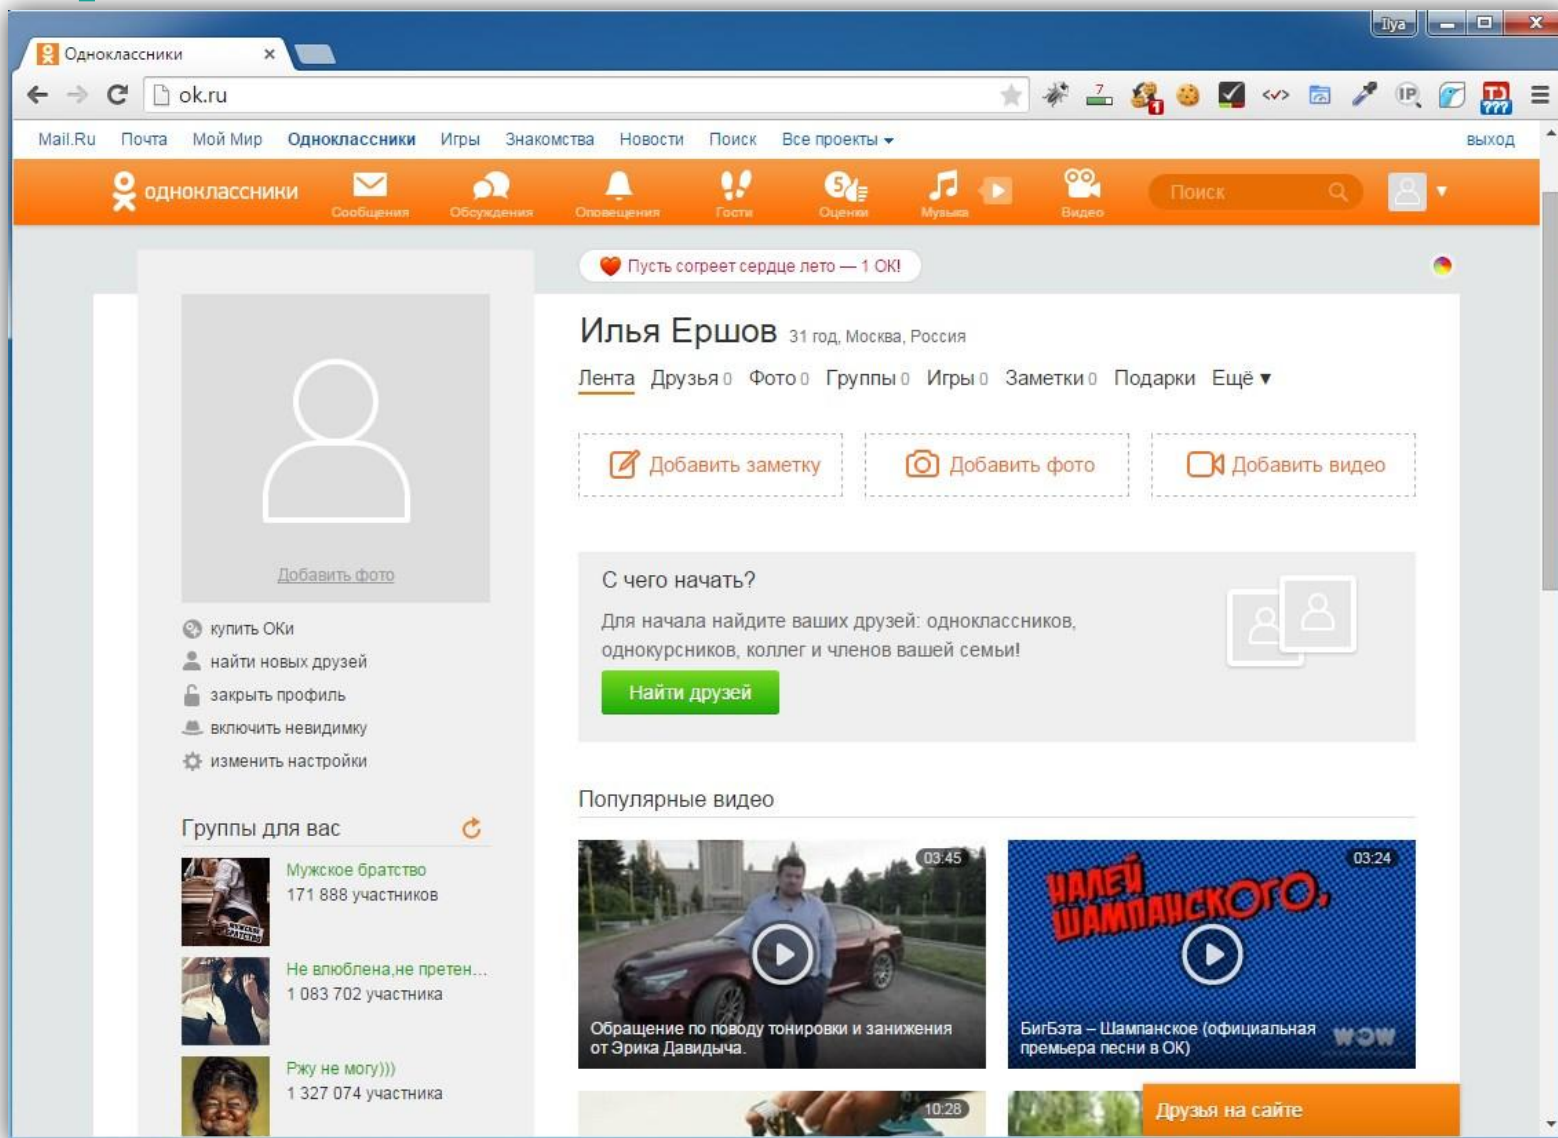 Ilya
Одноклассники
ok.ru
7
1
IP
???
Mail.Ru Почта Мой Мир Одноклассники Игры Знакомства Новости Поиск Все проекты выход
одноклассники
Сообщения Обсуждения Оповещения Гости Оценки Музыка Видео Поиск
5+
Пусть согреет сердце лето — 1 ОК!
Илья Ершов 31 год, Москва, Россия
Лента Друзья 0 Фото 0 Группы 0 Игры 0 Заметки 0 Подарки Ещё ▾
Добавить заметку Добавить фото Добавить видео
Добавить фото
купить ОКи
найти новых друзей
закрыть профиль
включить невидимку
изменить настройки
Группы для вас
Мужское братство
171 888 участников
МУЖСКОЕ
БРАТСТВО
Не влюблена,не претен...
1 083 702 участника
Ржу не могу)))
1 327 074 участника
С чего начать?
Для начала найдите ваших друзей: одноклассников,
однокурсников, коллег и членов вашей семьи!
Найти друзей
Популярные видео
03:45
Обращение по поводу тонировки и занижения
от Эрика Давидыча.
03:24
НАЛЕЙ
ШАМПАНСКОГО,
БигБэта – Шампанское (официальная
премьера песни в ОК)
WOW
10:28
Друзья на сайте